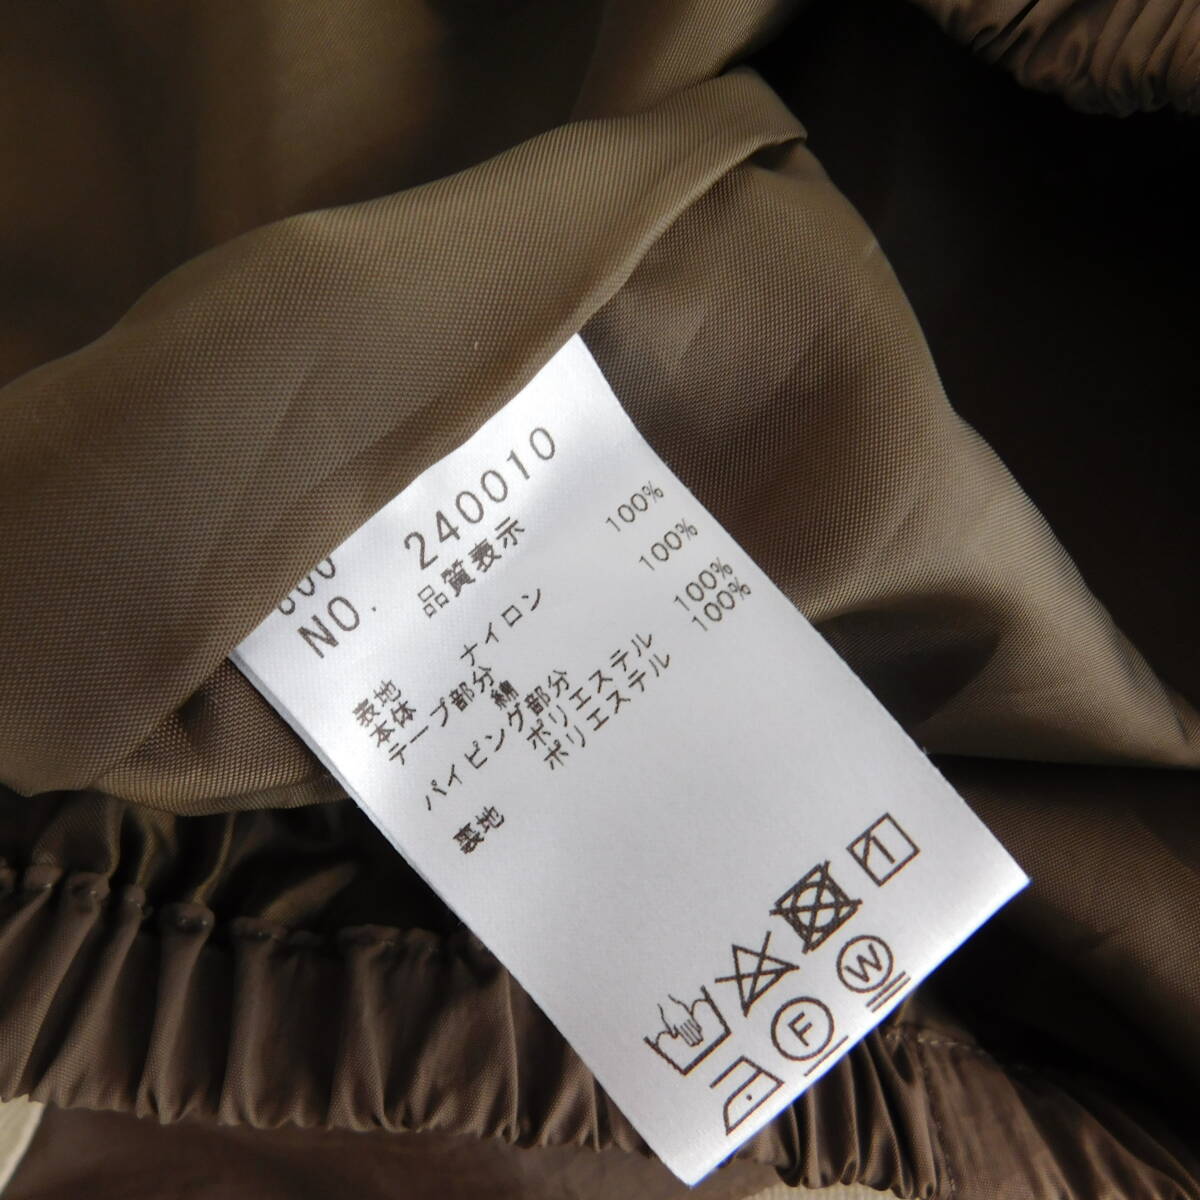 NO. 240010
品質表示
表地
本体 ナイロン 100%
テープ部分
綿 100%
パイピング部分
ポリエステル 100%
裏地 ポリエステル 100%
F
W